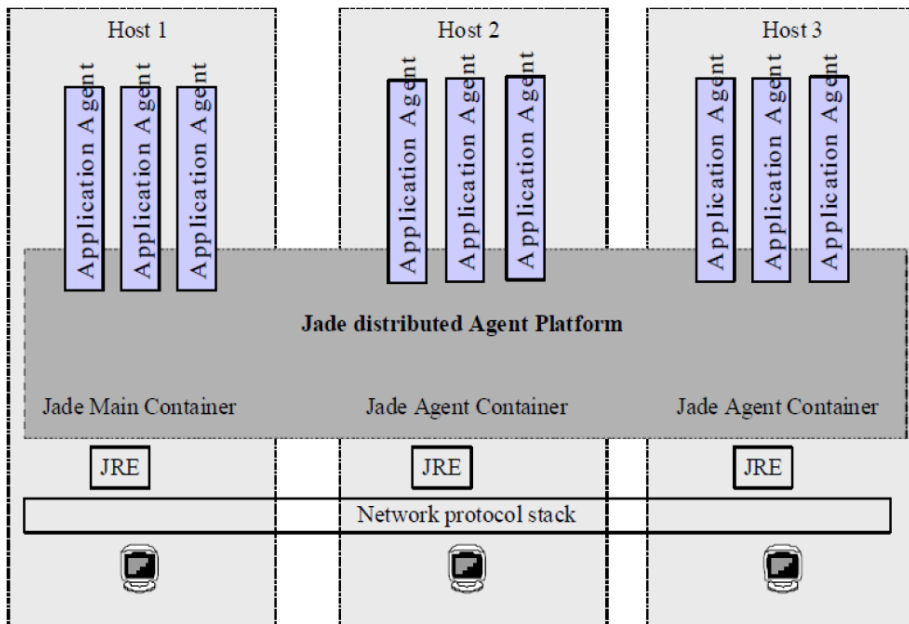 Host 1
Host 2
Host 3
Application Agent
Application Agent
Application Agent
Application Agent
Application Agent
Application Agent
Application Agent
Application Agent
Application Agent
Jade distributed Agent Platform
Jade Main Container
Jade Agent Container
Jade Agent Container
JRE
JRE
JRE
Network protocol stack